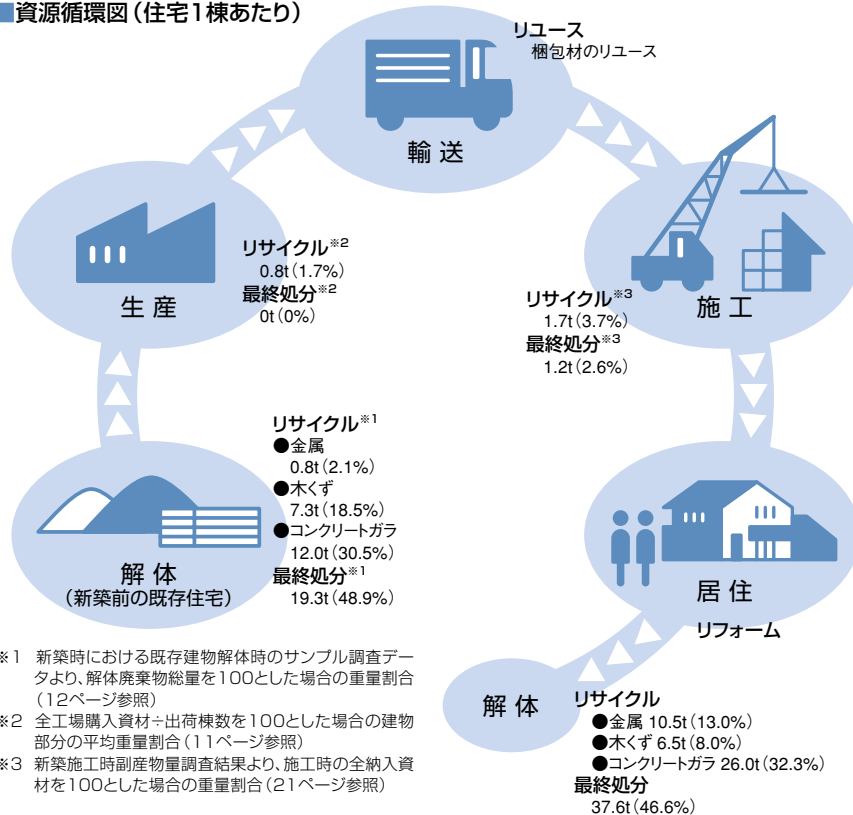 ■資源循環図（住宅1棟あたり）
リユース
梱包材のリユース
輸 送
リサイクル※2
0.8t（1.7%）
最終処分※2
0t（0%）
生 産
リサイクル※3
1.7t（3.7%）
最終処分※3
1.2t（2.6%）
施 工
リサイクル※1
●金属
0.8t（2.1%）
●木くず
7.3t（18.5%）
●コンクリートガラ
12.0t（30.5%）
最終処分※1
19.3t（48.9%）
解 体
（新築前の既存住宅）
居 住
リフォーム
解 体
リサイクル
●金属 10.5t（13.0%）
●木くず 6.5t（8.0%）
●コンクリートガラ 26.0t（32.3%）
最終処分
37.6t（46.6%）
※1 新築時における既存建物解体時のサンプル調査デー
タより、解体廃棄物総量を100とした場合の重量割合
（12ページ参照）
※2 全工場購入資材÷出荷棟数を100とした場合の建物
部分の平均重量割合（11ページ参照）
※3 新築施工時副産物量調査結果より、施工時の全納入資
材を100とした場合の重量割合（21ページ参照）